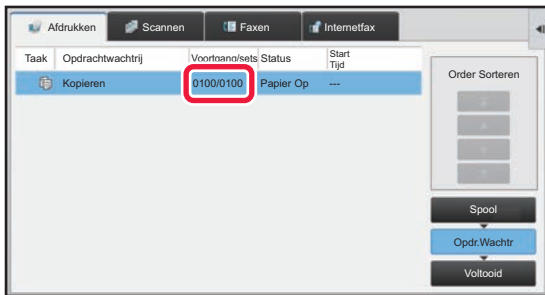 Afdrukken Scannen Faxen Internetfax
Taak Opdrachtwachtrij Voortgang/sets Status Start Tijd
Kopieren 0100/0100 Papier Op ---
Order Sorteren
Spool
Opdr.Wachtr
Voltooid